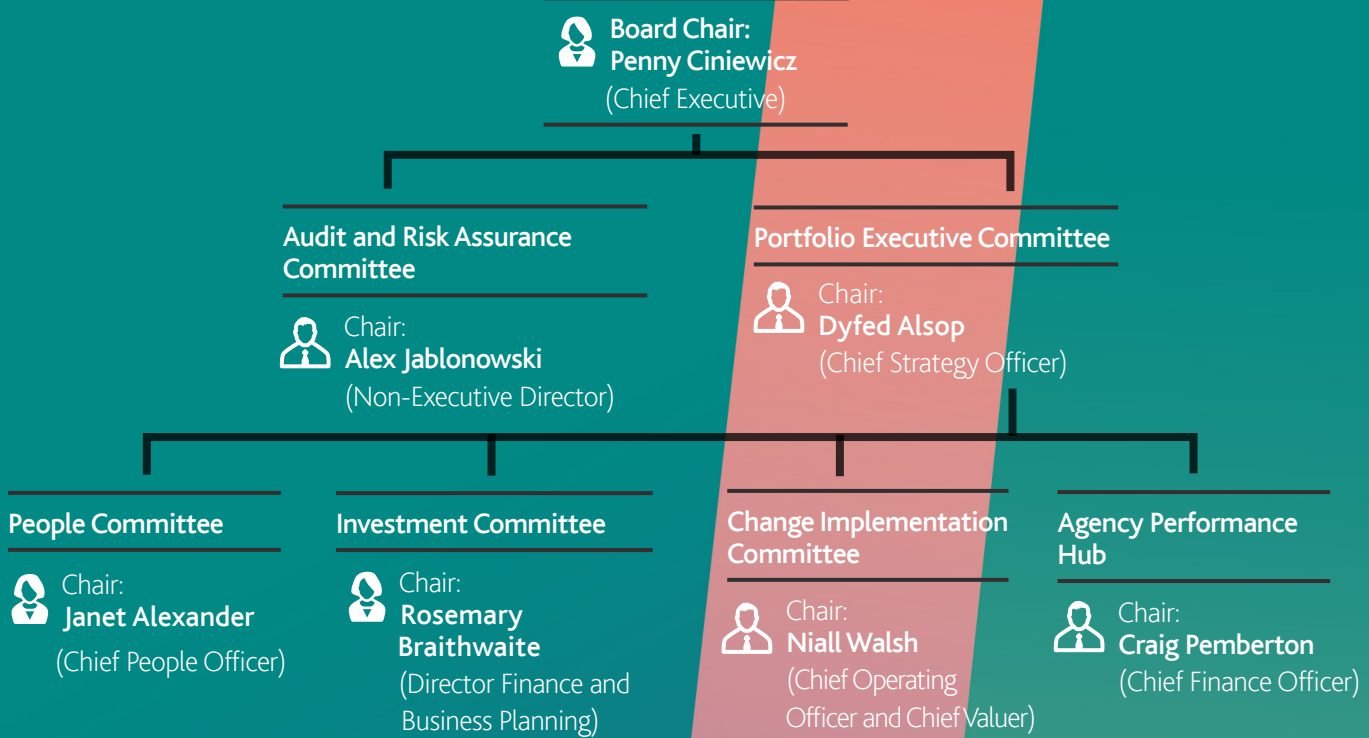 Board Chair:
Penny Ciniewicz
(Chief Executive)
Audit and Risk Assurance
Committee
Chair:
Alex Jablonowski
(Non-Executive Director)
Portfolio Executive Committee
Chair:
Dyfed Alsop
(Chief Strategy Officer)
People Committee
Chair:
Janet Alexander
(Chief People Officer)
Investment Committee
Chair:
Rosemary
Braithwaite
(Director Finance and
Business Planning)
Change Implementation
Committee
Chair:
Niall Walsh
(Chief Operating
Officer and Chief Valuer)
Agency Performance
Hub
Chair:
Craig Pemberton
(Chief Finance Officer)